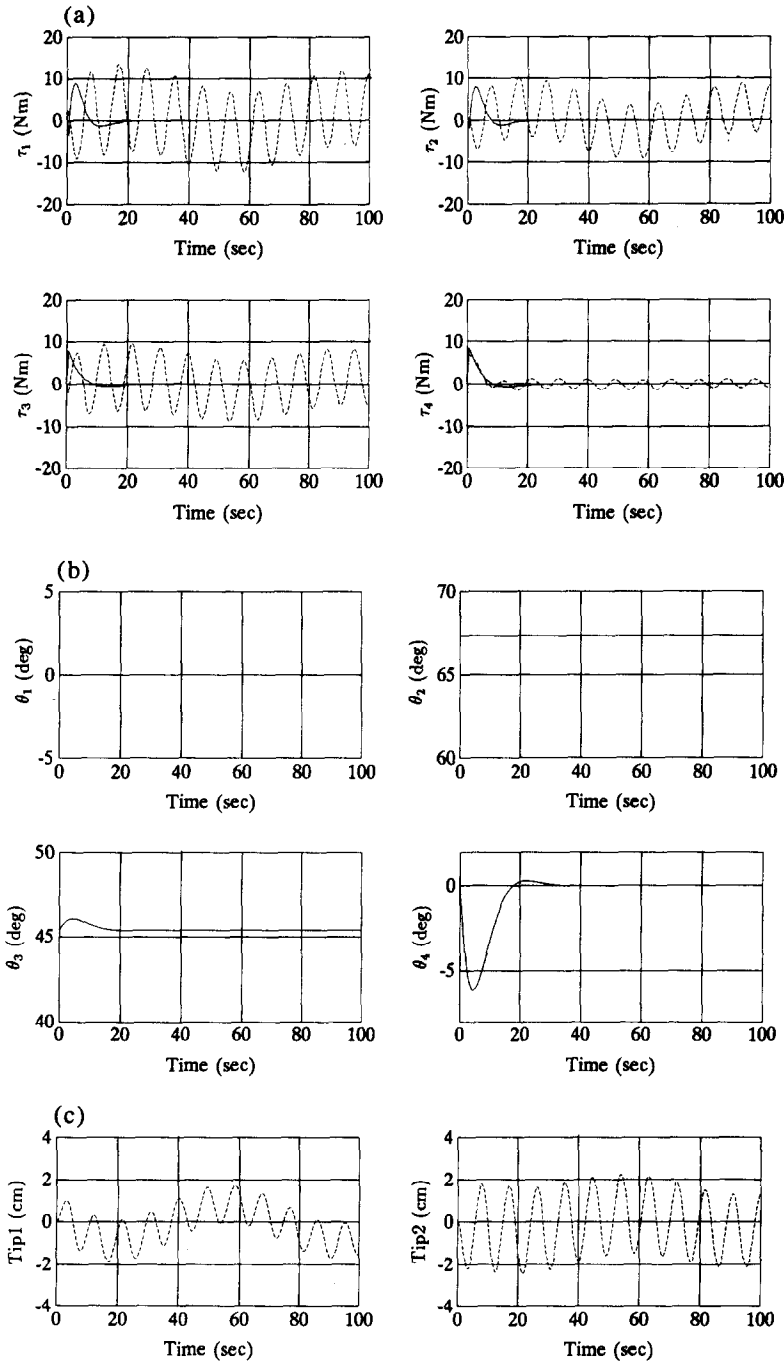 (a)
20
10
0
-10
-20
τ1 (Nm)
0 20 40 60 80 100
Time (sec)
20
10
0
-10
-20
τ2 (Nm)
0 20 40 60 80 100
Time (sec)
20
10
0
-10
-20
τ3 (Nm)
0 20 40 60 80 100
Time (sec)
20
10
0
-10
-20
τ4 (Nm)
0 20 40 60 80 100
Time (sec)
(b)
5
0
-5
θ1 (deg)
0 20 40 60 80 100
Time (sec)
70
65
60
θ2 (deg)
0 20 40 60 80 100
Time (sec)
50
45
40
θ3 (deg)
0 20 40 60 80 100
Time (sec)
0
-5
θ4 (deg)
0 20 40 60 80 100
Time (sec)
(c)
4
2
0
-2
-4
Tip1 (cm)
0 20 40 60 80 100
Time (sec)
4
2
0
-2
-4
Tip2 (cm)
0 20 40 60 80 100
Time (sec)